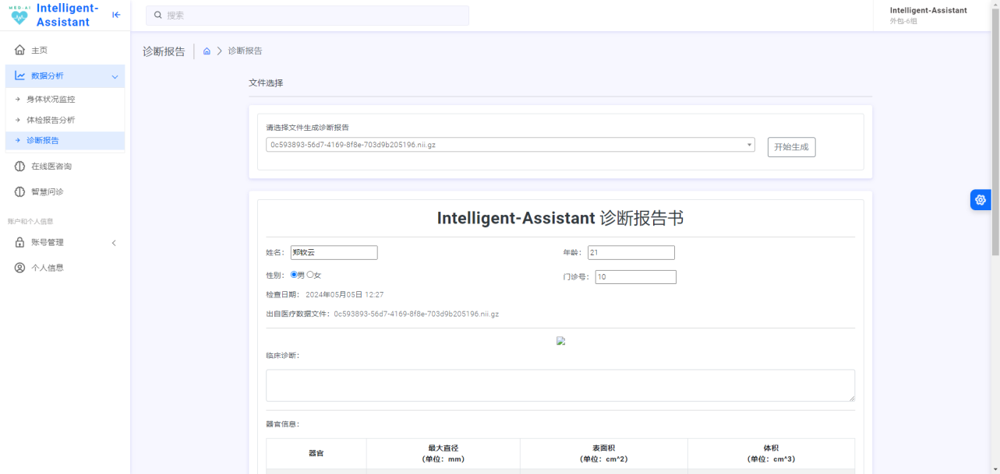 MED-AI
Intelligent-
Assistant
搜索
Intelligent-Assistant
外包-6组
主页
数据分析
身体状况监控
体检报告分析
诊断报告
在线医咨询
智慧问诊
账户和个人信息
账号管理
个人信息
诊断报告
诊断报告
文件选择
请选择文件生成诊断报告
0c593893-56d7-4169-8f8e-703d9b205196.nii.gz
开始生成
Intelligent-Assistant 诊断报告书
姓名： 郑钦云 年龄： 21
性别： 男 女 门诊号： 10
检查日期： 2024年05月05日 12:27
出自医疗数据文件：0c593893-56d7-4169-8f8e-703d9b205196.nii.gz
临床诊断：
器官信息：
器官 最大直径 表面积 体积
（单位：mm） （单位：cm^2） （单位：cm^3）